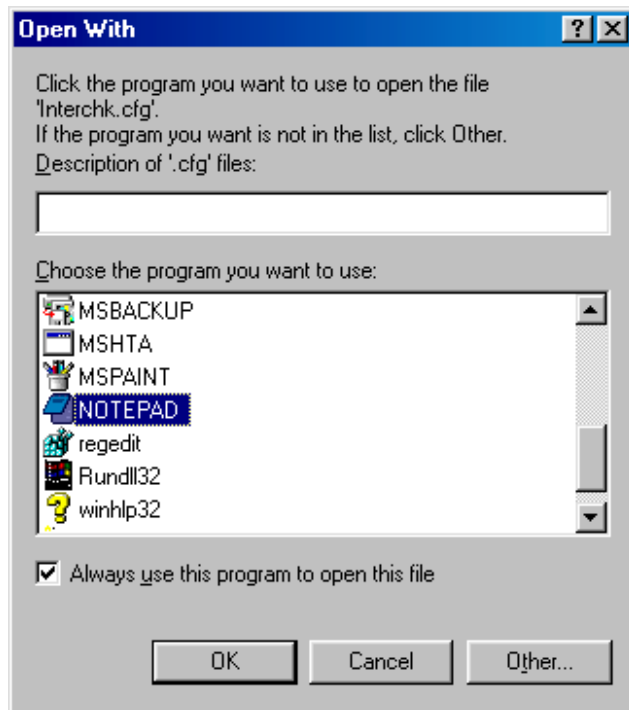 Open With
Click the program you want to use to open the file
'Interchk.cfg'.
If the program you want is not in the list, click Other.
Description of '.cfg' files:
Choose the program you want to use:
MSBACKUP
MSHTA
MSPAINT
NOTEPAD
regedit
Rundll32
winhlp32
Always use this program to open this file
OK Cancel Other...